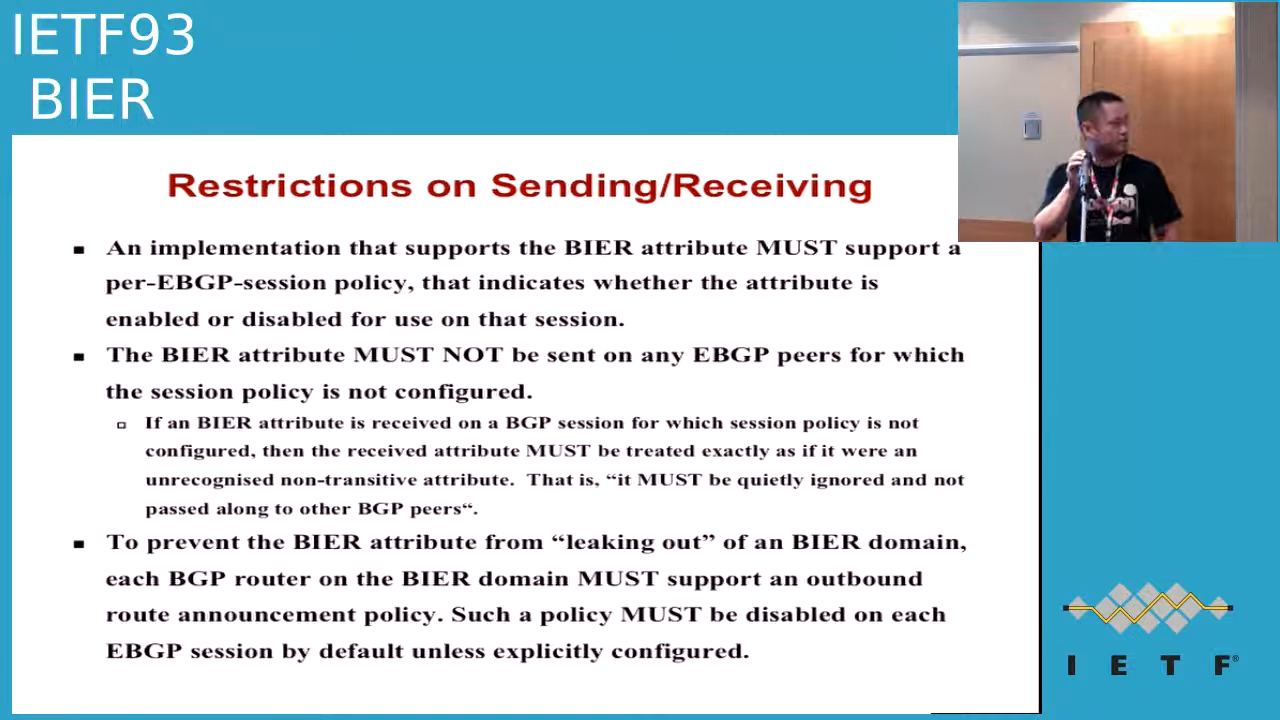 IETF93
BIER
Restrictions on Sending/Receiving
▪ An implementation that supports the BIER attribute MUST support a
per-EBGP-session policy, that indicates whether the attribute is
enabled or disabled for use on that session.
▪ The BIER attribute MUST NOT be sent on any EBGP peers for which
the session policy is not configured.
▫ If an BIER attribute is received on a BGP session for which session policy is not
configured, then the received attribute MUST be treated exactly as if it were an
unrecognised non-transitive attribute. That is, “it MUST be quietly ignored and not
passed along to other BGP peers“.
▪ To prevent the BIER attribute from “leaking out” of an BIER domain,
each BGP router on the BIER domain MUST support an outbound
route announcement policy. Such a policy MUST be disabled on each
EBGP session by default unless explicitly configured.
I E T F®